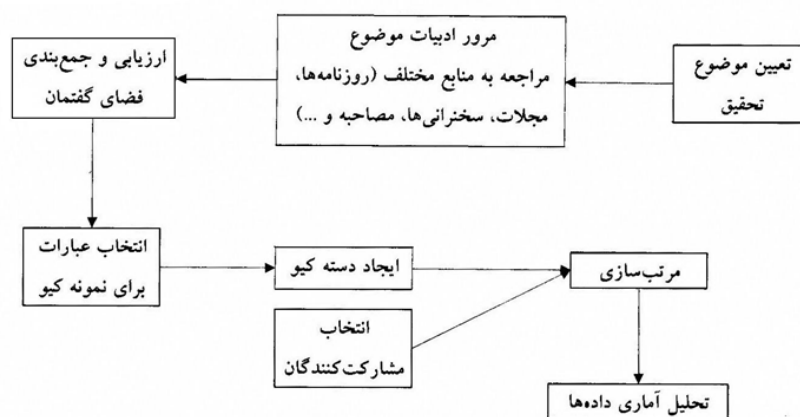 تعیین موضوع
تحقیق
مرور ادبیات موضوع
مراجعه به منابع مختلف (روزنامه‌ها،
مجلات، سخنرانی‌ها، مصاحبه و ...)
ارزیابی و جمع‌بندی
فضای گفتمان
انتخاب عبارات
برای نمونه کیو
ایجاد دسته کیو
انتخاب
مشارکت‌کنندگان
مرتب‌سازی
تحلیل آماری داده‌ها